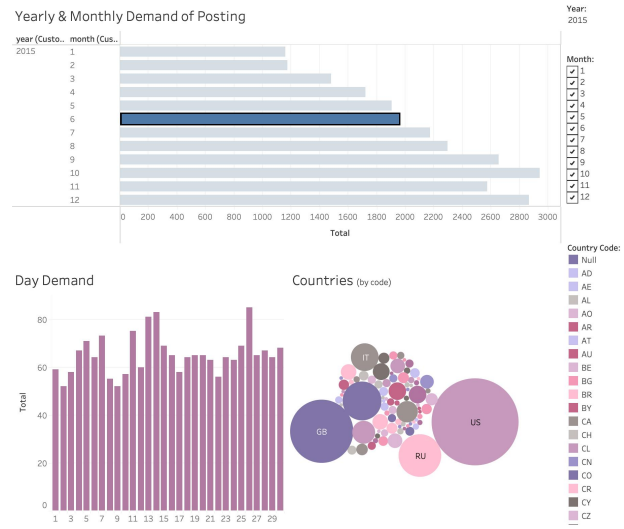 Yearly & Monthly Demand of Posting
Year:
2015
year (Custo.. month (Cus..
2015
1
2
3
4
5
6
7
8
9
10
11
12
0 200 400 600 800 1000 1200 1400 1600 1800 2000 2200 2400 2600 2800 3000
Total
Month:
1
2
3
4
5
6
7
8
9
10
11
12
Day Demand
Total
80
60
40
20
0
1 3 5 7 9 11 13 15 17 19 21 23 25 27 29
Countries (by code)
IT
GB
US
RU
Country Code:
Null
AD
AE
AL
AO
AR
AT
AU
BE
BG
BR
BY
CA
CH
CL
CN
CO
CR
CY
CZ